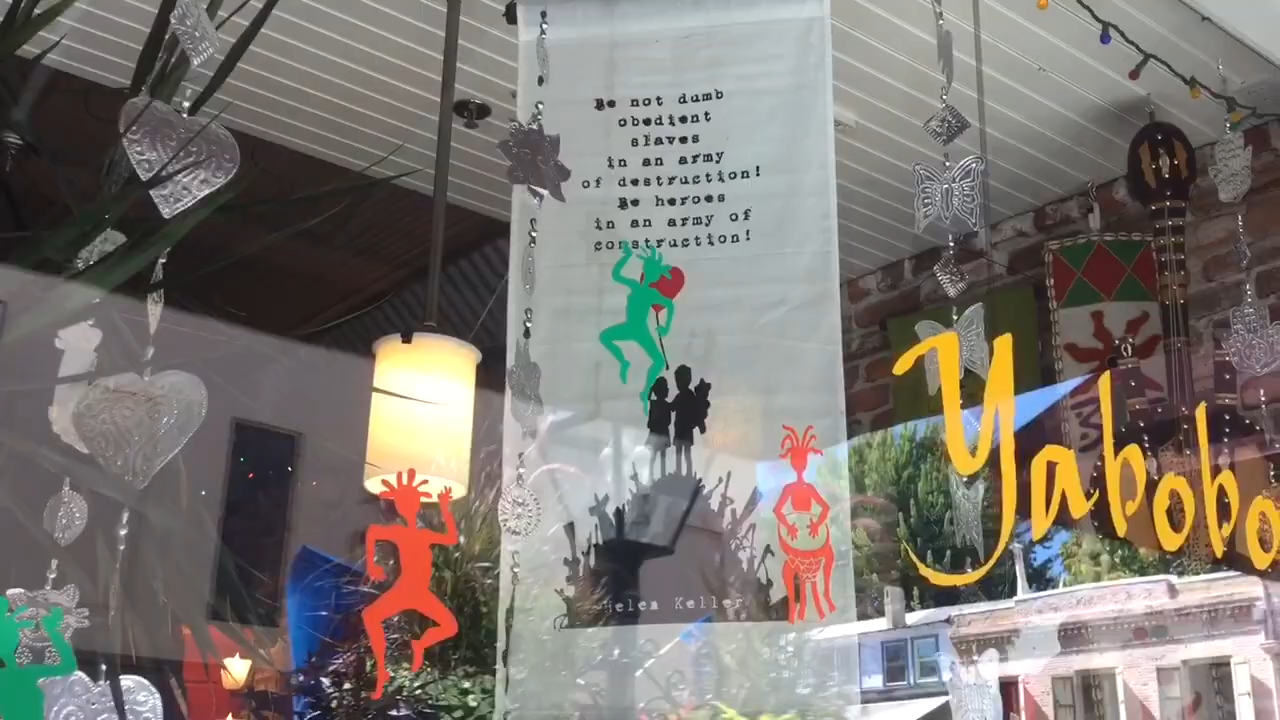 Be not dumb
obedient
slaves
in an army
of destruction!
Be heroes
in an army of
construction!
Helen Keller
Yabobo